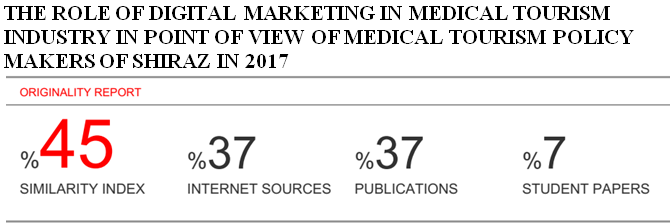 THE ROLE OF DIGITAL MARKETING IN MEDICAL TOURISM
INDUSTRY IN POINT OF VIEW OF MEDICAL TOURISM POLICY
MAKERS OF SHIRAZ IN 2017
ORIGINALITY REPORT
%45 %37 %37 %7
SIMILARITY INDEX INTERNET SOURCES PUBLICATIONS STUDENT PAPERS